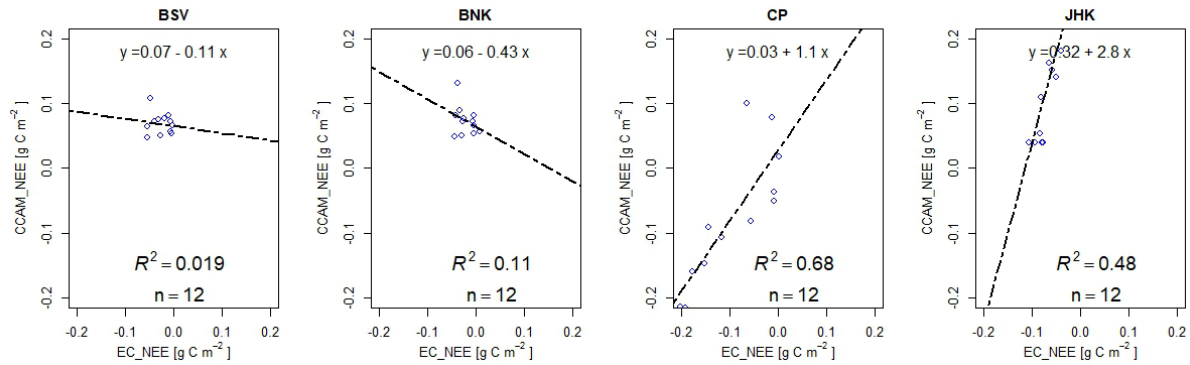 BSV
y =0.07 - 0.11 x
R² = 0.019
n = 12
CCAM_NEE [g C m⁻² ]
0.2
0.1
0.0
-0.1
-0.2
-0.2 -0.1 0.0 0.1 0.2
EC_NEE [g C m⁻² ]
BNK
y =0.06 - 0.43 x
R² = 0.11
n = 12
CCAM_NEE [g C m⁻² ]
0.2
0.1
0.0
-0.1
-0.2
-0.2 -0.1 0.0 0.1 0.2
EC_NEE [g C m⁻² ]
CP
y =0.03 + 1.1 x
R² = 0.68
n = 12
CCAM_NEE [g C m⁻² ]
0.2
0.1
0.0
-0.1
-0.2
-0.2 -0.1 0.0 0.1 0.2
EC_NEE [g C m⁻² ]
JHK
y =0.32 + 2.8 x
R² = 0.48
n = 12
CCAM_NEE [g C m⁻² ]
0.2
0.1
0.0
-0.1
-0.2
-0.2 -0.1 0.0 0.1 0.2
EC_NEE [g C m⁻² ]